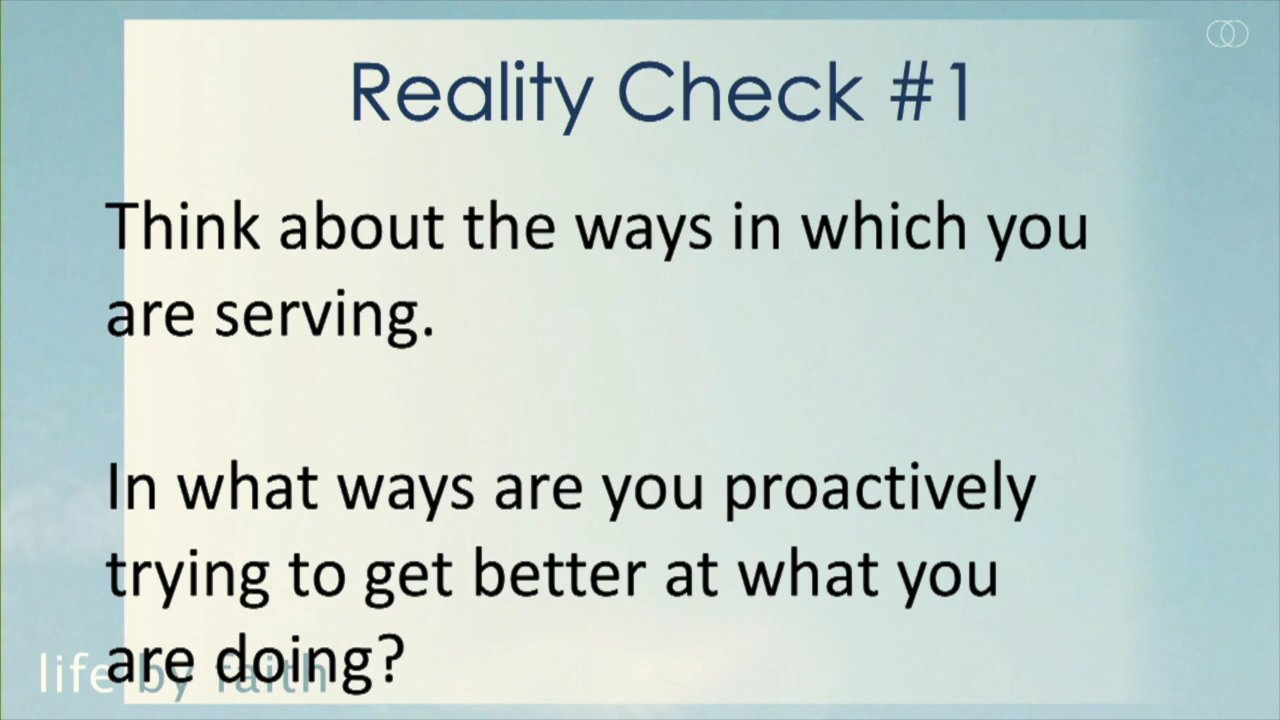 Reality Check #1
Think about the ways in which you
are serving.
In what ways are you proactively
trying to get better at what you
are doing?
life by faith